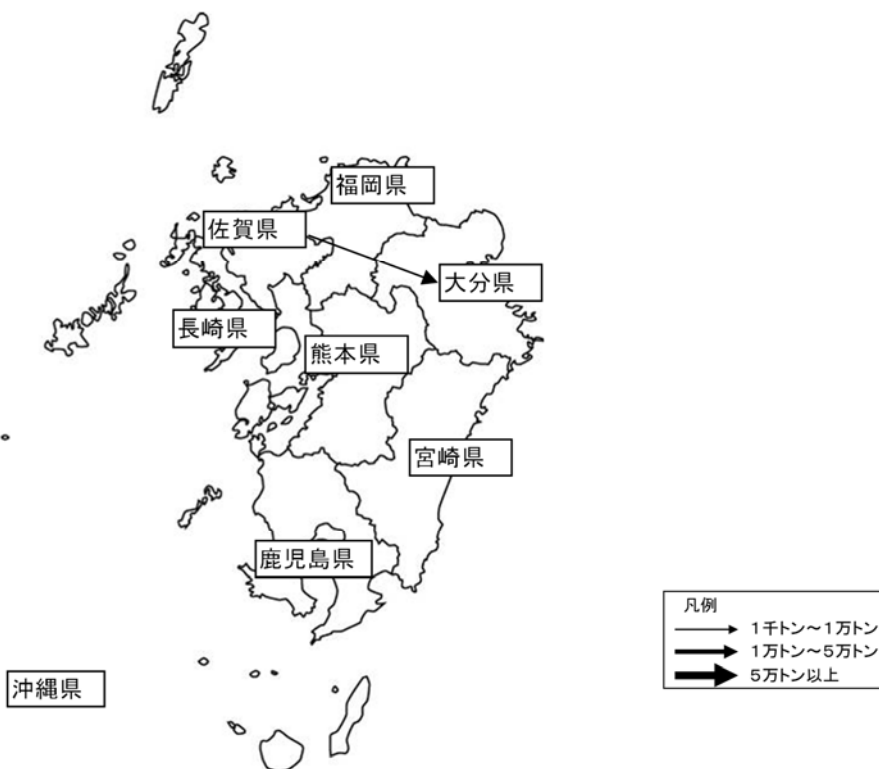 福岡県
佐賀県
大分県
長崎県
熊本県
宮崎県
鹿児島県
沖縄県
凡例
1千トン～1万トン
1万トン～5万トン
5万トン以上